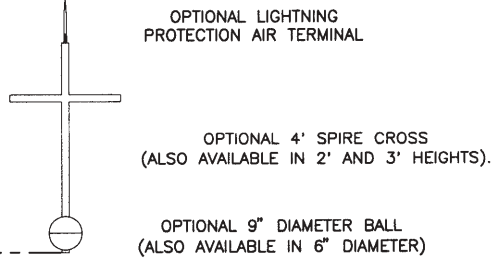 OPTIONAL LIGHTNING
PROTECTION AIR TERMINAL
OPTIONAL 4' SPIRE CROSS
(ALSO AVAILABLE IN 2' AND 3' HEIGHTS).
OPTIONAL 9" DIAMETER BALL
(ALSO AVAILABLE IN 6" DIAMETER)